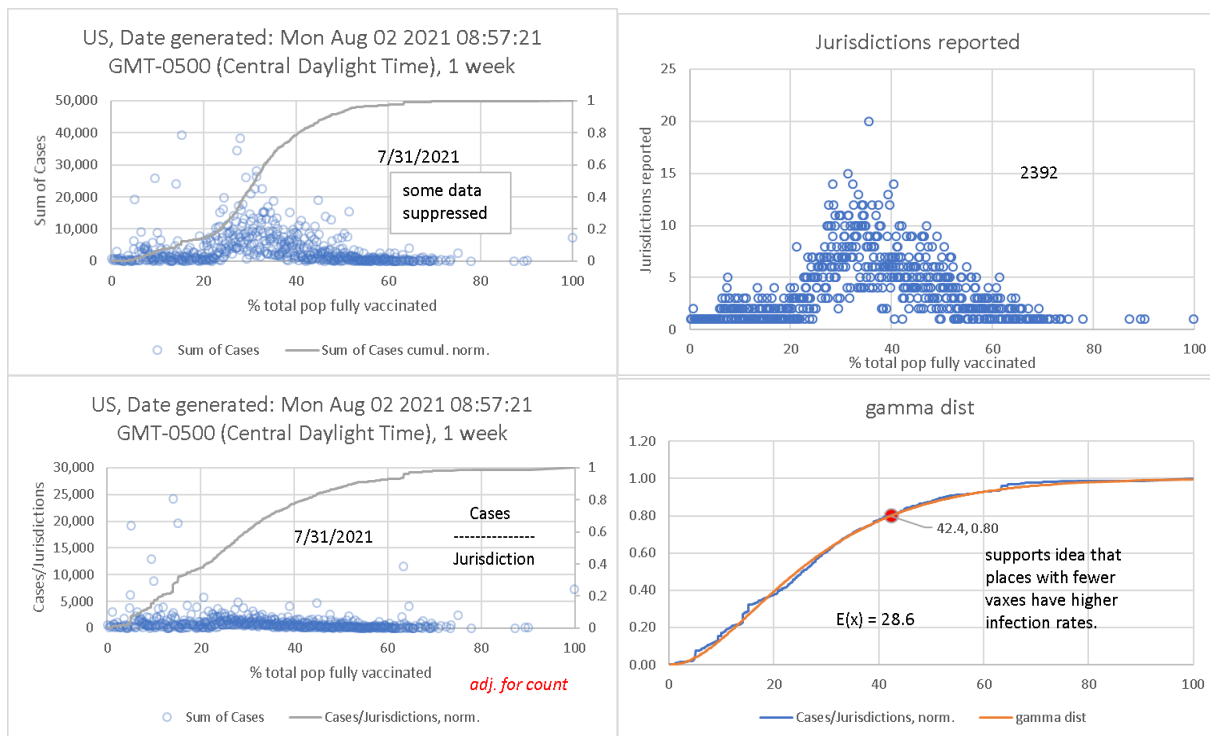 US, Date generated: Mon Aug 02 2021 08:57:21
GMT-0500 (Central Daylight Time), 1 week
50,000
40,000
30,000
20,000
10,000
0
Sum of Cases
1
0.8
0.6
0.4
0.2
0
7/31/2021
some data
suppressed
0
20
40
60
80
100
% total pop fully vaccinated
Sum of Cases
Sum of Cases cumul. norm.
Jurisdictions reported
25
20
15
10
5
0
Jurisdictions reported
2392
0
20
40
60
80
100
% total pop fully vaccinated
US, Date generated: Mon Aug 02 2021 08:57:21
GMT-0500 (Central Daylight Time), 1 week
30,000
25,000
20,000
15,000
10,000
5,000
0
Cases/Jurisdictions
1
0.8
0.6
0.4
0.2
0
7/31/2021
Cases
--------------
Jurisdiction
0
20
40
60
80
100
% total pop fully vaccinated
adj. for count
Sum of Cases
Cases/Jurisdictions, norm.
gamma dist
1.20
1.00
0.80
0.60
0.40
0.20
0.00
42.4, 0.80
supports idea that
places with fewer
vaxes have higher
infection rates.
E(x) = 28.6
0
20
40
60
80
100
Cases/Jurisdictions, norm.
gamma dist